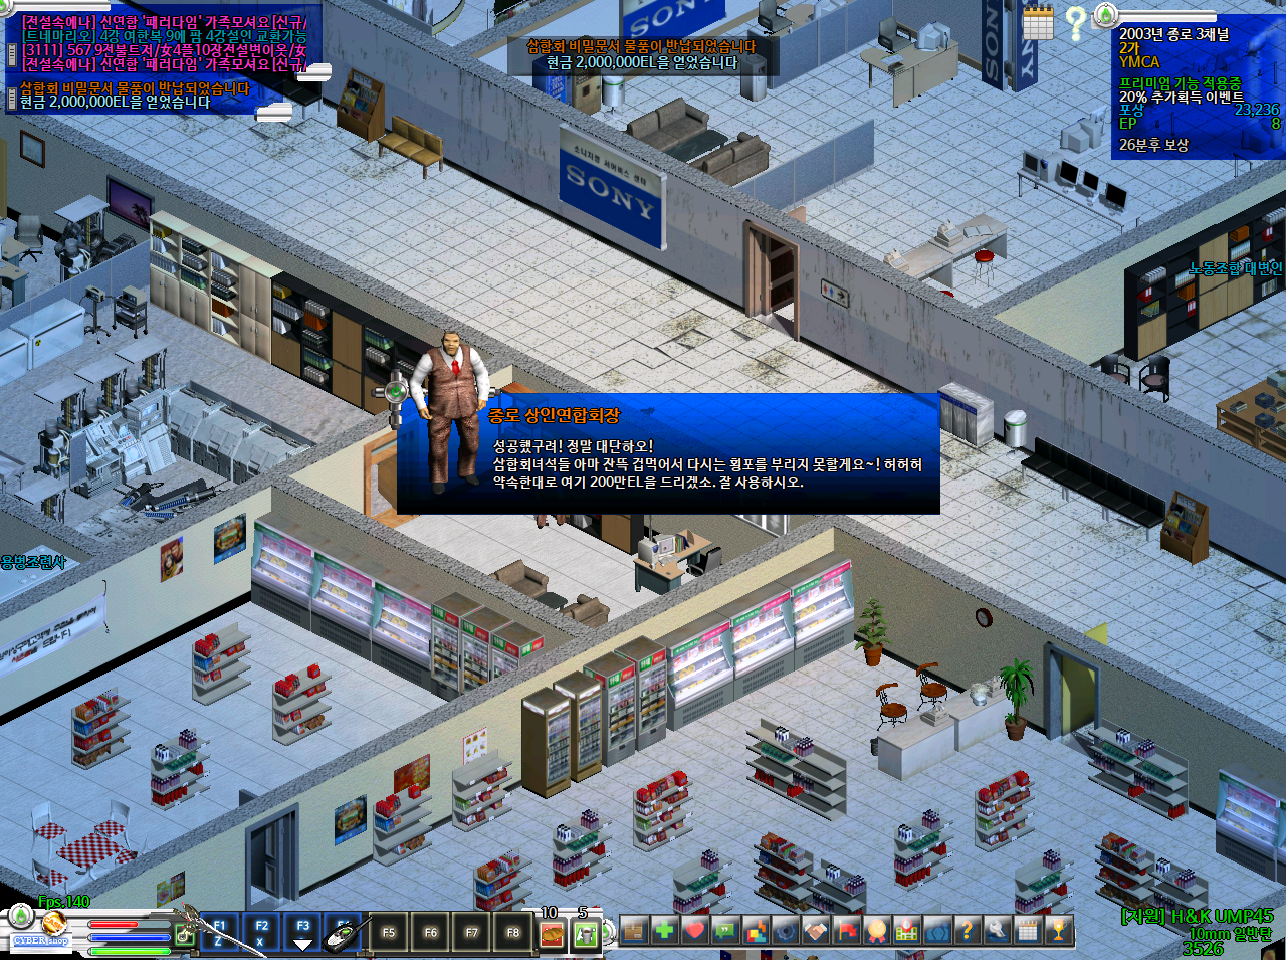 [전설속에나] 신연합 '패러다임' 가족모셔요[신규/
[트네마리오] 4강 여한복 9에 팜 4강설인 교환가능
[3111] 567 9전불트저/女4플10장전설변이옷/女
[전설속에나] 신연합 '패러다임' 가족모셔요[신규/
삼합회 비밀문서 물품이 반납되었습니다
현금 2,000,000EL을 얻었습니다
삼합회 비밀문서 물품이 반납되었습니다
현금 2,000,000EL을 얻었습니다
SONY
SONY
2003년 종로 3채널
2가
YMCA
프리미엄 기능 적용중
20% 추가획득 이벤트
포상 23,236
EP 8
26분후 보상
소니지정 서비스 센타
SONY
노동조합 대변인
종로 상인연합회장
성공했구려! 정말 대단하오!
삼합회녀석들 아마 잔뜩 겁먹어서 다시는 횡포를 부리지 못할게요~! 허허허
약속한대로 여기 200만EL을 드리겠소. 잘 사용하시오.
용병조련사
Fps.140
CYBER shop
F1
Z
F2
X
F3
F5
F6
F7
F8
10
5
[지원] H&K UMP45
10mm 일반탄
3526